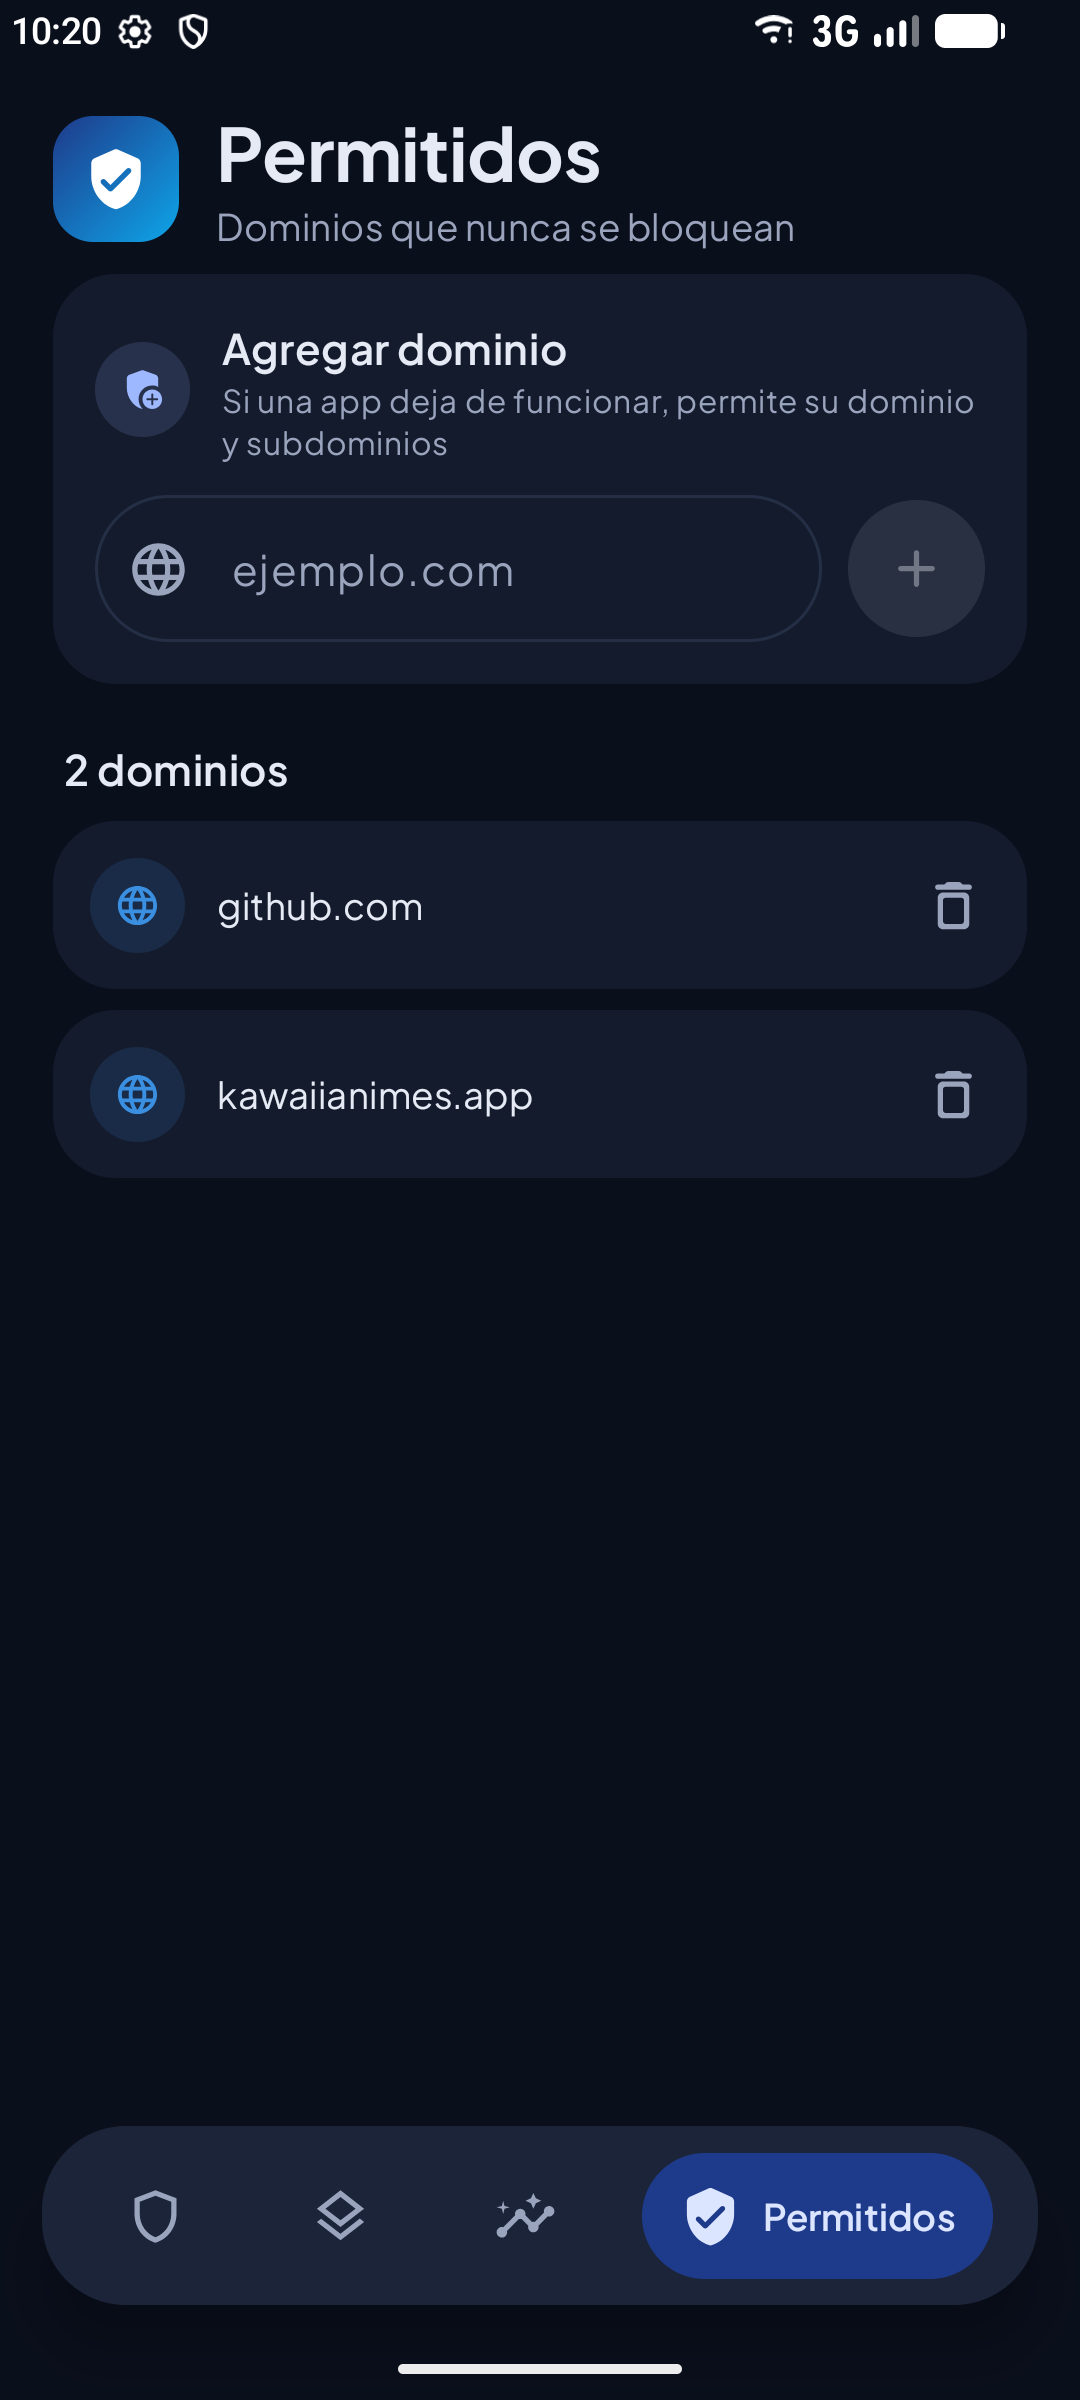 10:20
3G
Permitidos
Dominios que nunca se bloquean
Agregar dominio
Si una app deja de funcionar, permite su dominio
y subdominios
ejemplo.com
2 dominios
github.com
kawaiianimes.app
Permitidos